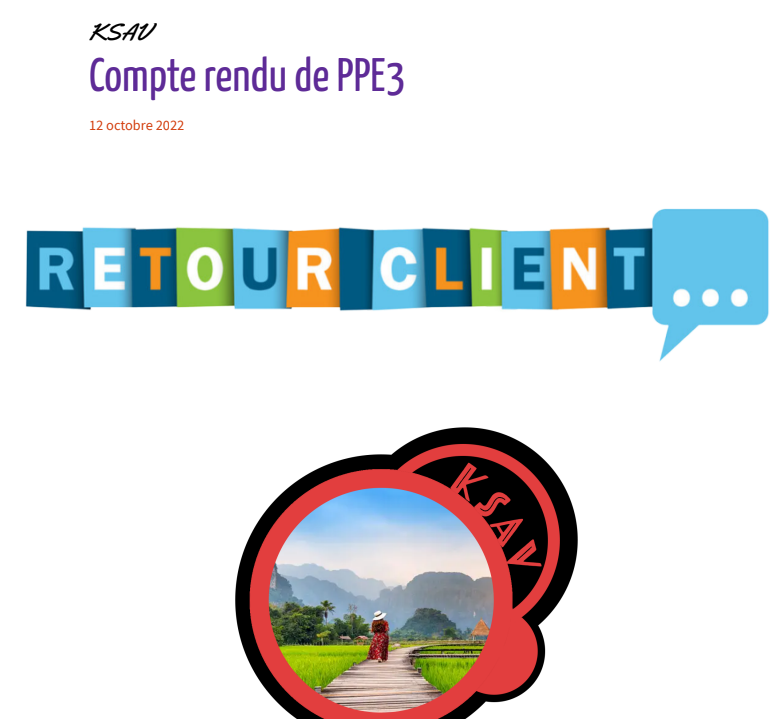 KSAV
Compte rendu de PPE3
12 octobre 2022
RETOUR CLIENT
KSAV